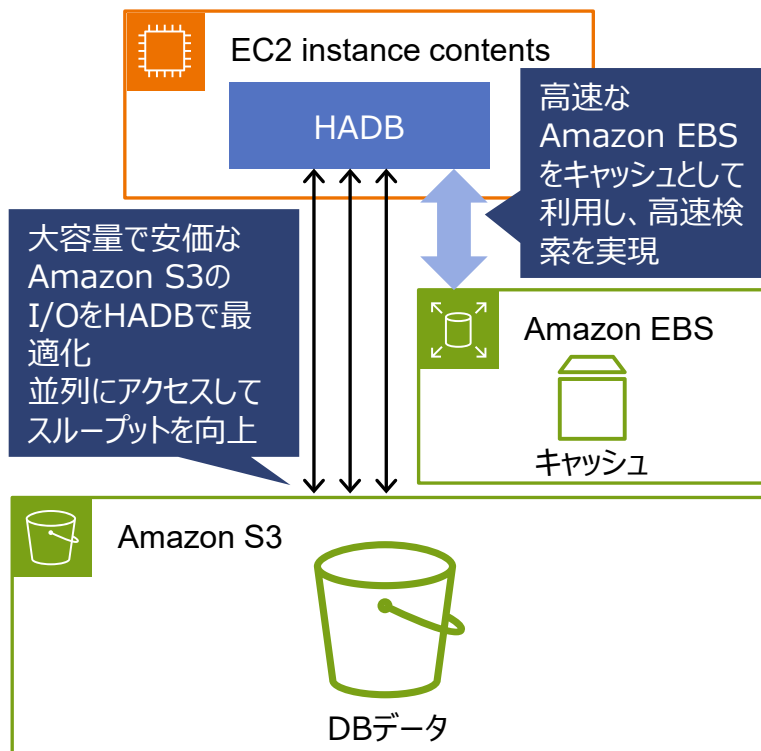 EC2 instance contents
HADB
高速な
Amazon EBS
をキャッシュとして
利用し、高速検
索を実現
大容量で安価な
Amazon S3の
I/OをHADBで最
適化
並列にアクセスして
スループットを向上
Amazon EBS
キャッシュ
Amazon S3
DBデータ